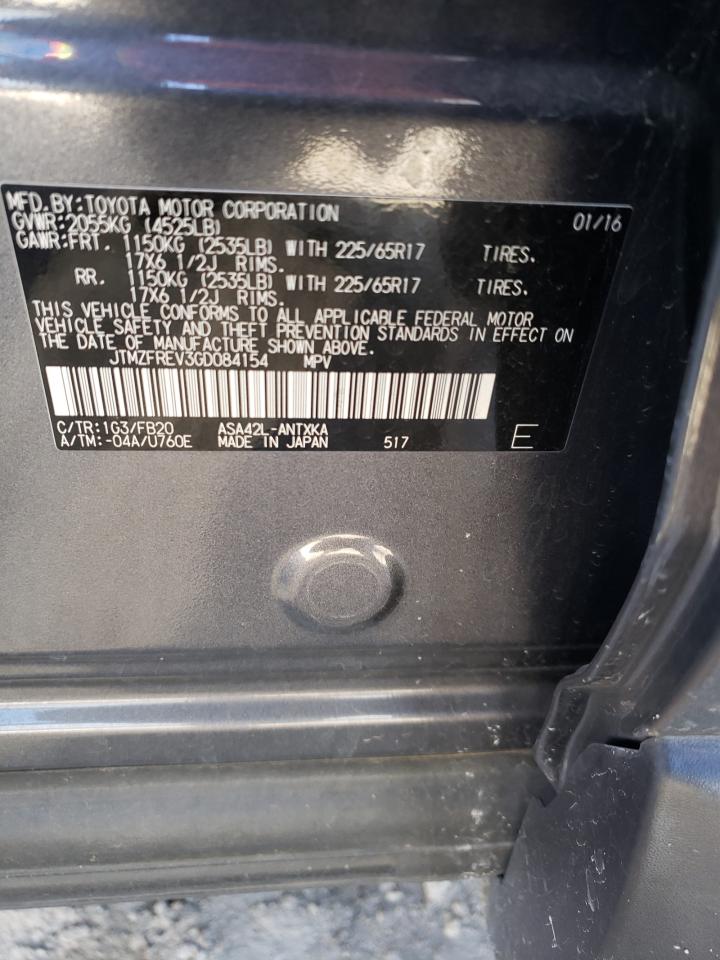 MFD.BY:TOYOTA MOTOR CORPORATION 01/16
GVWR:2055KG (4525LB)
GAWR:FRT. 1150KG (2535LB) WITH 225/65R17 TIRES.
17X6 1/2J RIMS.
RR. 1150KG (2535LB) WITH 225/65R17 TIRES.
17X6 1/2J RIMS.
THIS VEHICLE CONFORMS TO ALL APPLICABLE FEDERAL MOTOR
VEHICLE SAFETY AND THEFT PREVENTION STANDARDS IN EFFECT ON
THE DATE OF MANUFACTURE SHOWN ABOVE.
JTMZFREV3GD084154 MPV
C/TR:1G3/FB20 ASA42L-ANTXKA
A/TM:-04A/U760E MADE IN JAPAN 517 E